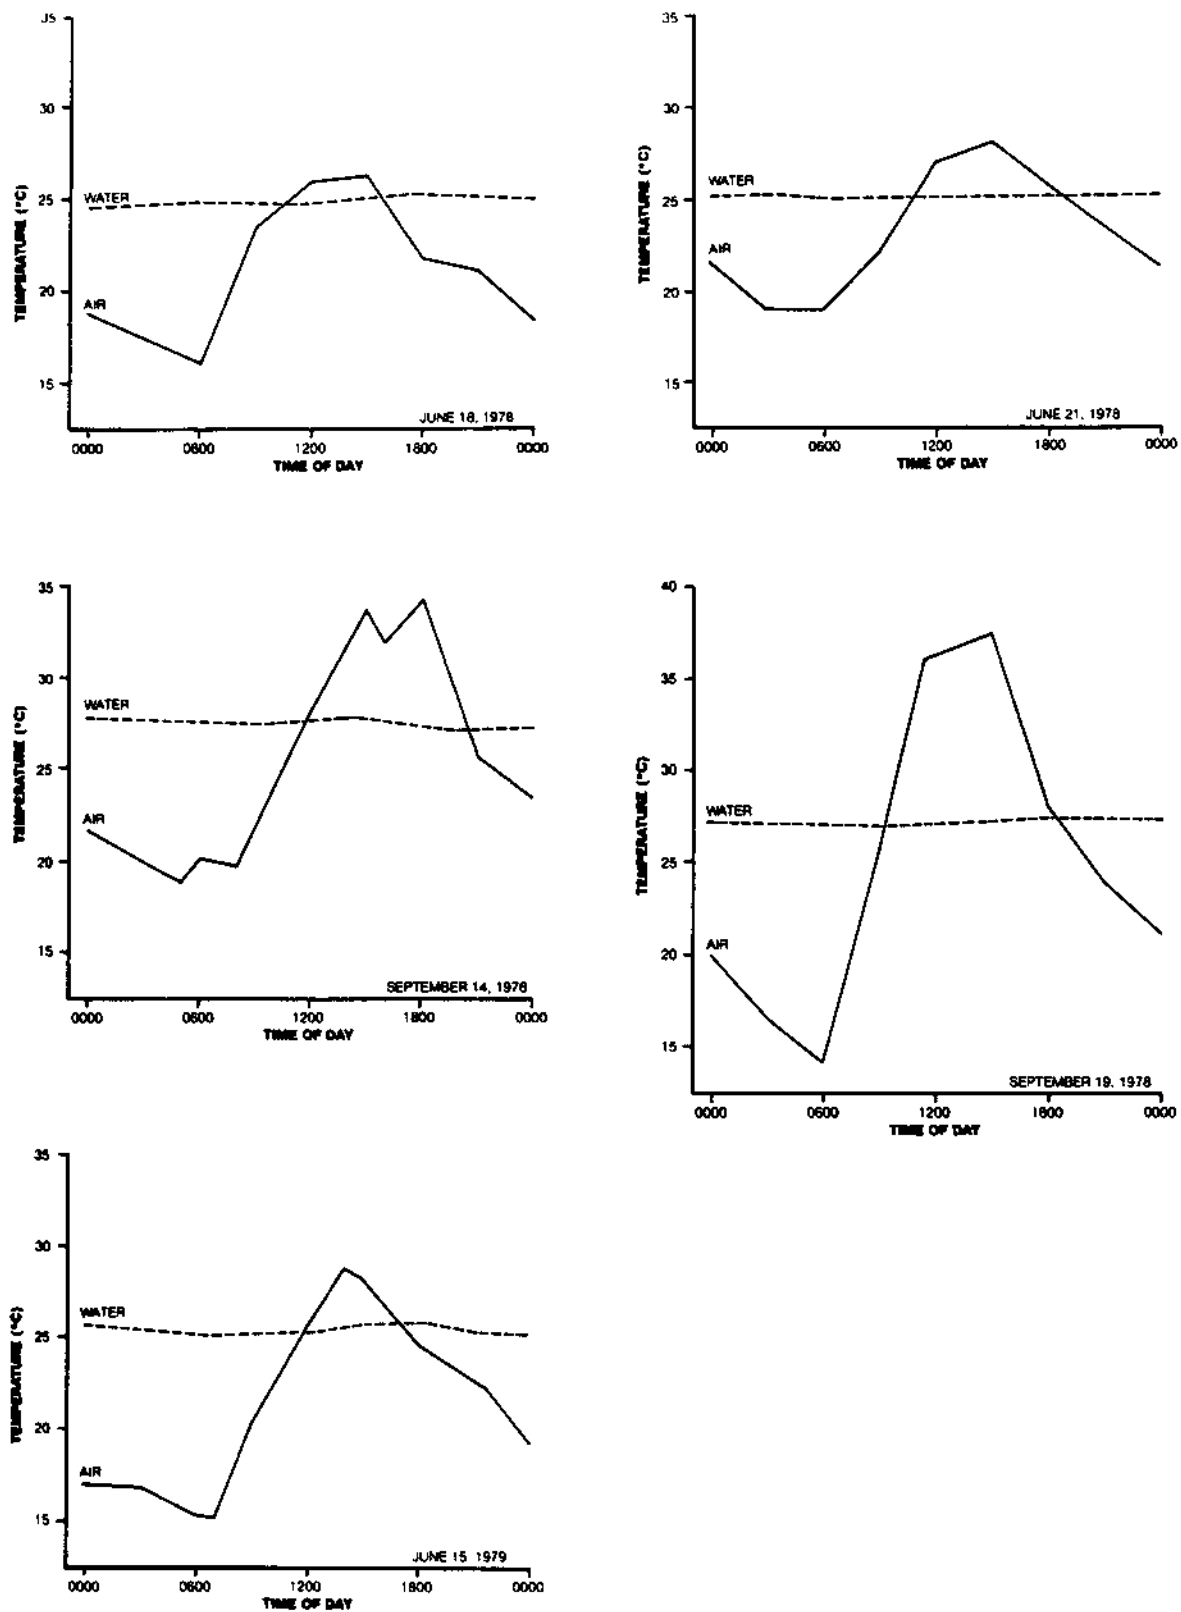 35
30
25
20
15
TEMPERATURE (°C)
WATER
AIR
JUNE 18, 1978
0000 0600 1200 1800 0000
TIME OF DAY
35
30
25
20
15
TEMPERATURE (°C)
WATER
AIR
JUNE 21, 1978
0000 0600 1200 1800 0000
TIME OF DAY
35
30
25
20
15
TEMPERATURE (°C)
WATER
AIR
SEPTEMBER 14, 1976
0000 0600 1200 1800 0000
TIME OF DAY
40
35
30
25
20
15
TEMPERATURE (°C)
WATER
AIR
SEPTEMBER 19, 1978
0000 0600 1200 1800 0000
TIME OF DAY
35
30
25
20
15
TEMPERATURE (°C)
WATER
AIR
JUNE 15 1979
0000 0600 1200 1800 0000
TIME OF DAY